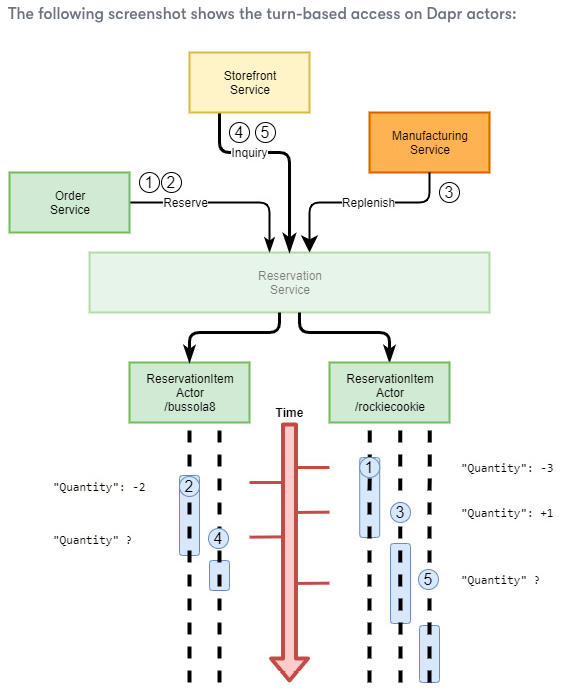 The following screenshot shows the turn-based access on Dapr actors:
Storefront
Service
4 5
Inquiry
Manufacturing
Service
3
Order
Service
1 2
Reserve
Replenish
Reservation
Service
ReservationItem
Actor
/bussola8
ReservationItem
Actor
/rockiecookie
Time
1
"Quantity": -3
"Quantity": -2
2
3
"Quantity": +1
"Quantity" ?
4
5
"Quantity" ?